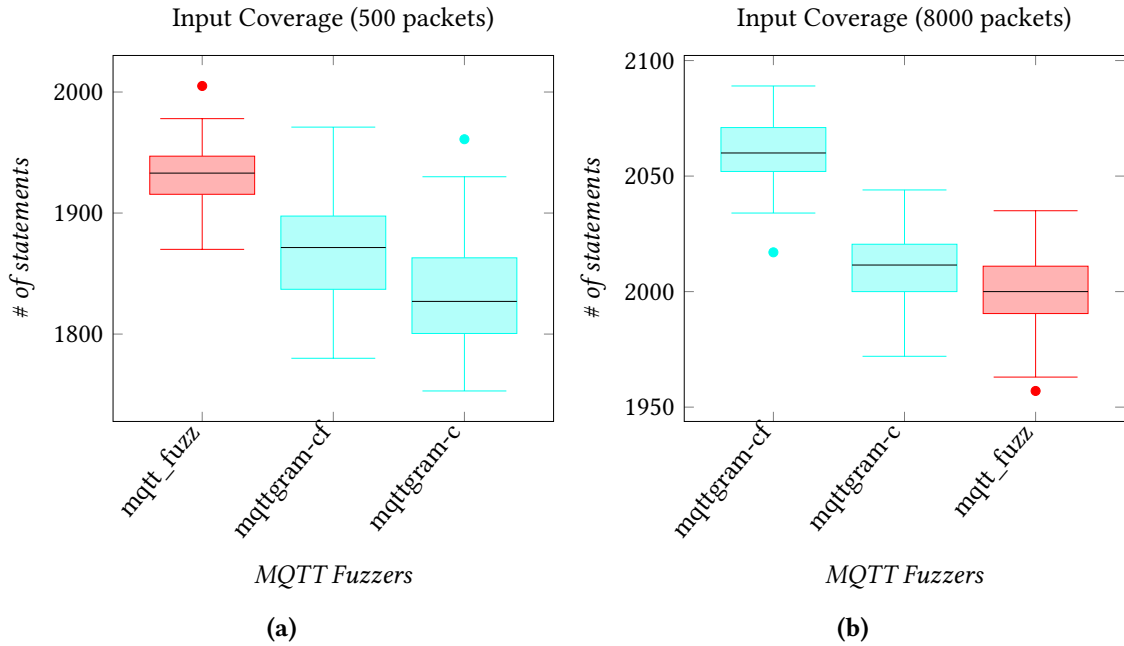 Input Coverage (500 packets)
# of statements
2000
1900
1800
mqtt_fuzz
mqttgram-cf
mqttgram-c
MQTT Fuzzers
(a)
Input Coverage (8000 packets)
# of statements
2100
2050
2000
1950
mqttgram-cf
mqttgram-c
mqtt_fuzz
MQTT Fuzzers
(b)